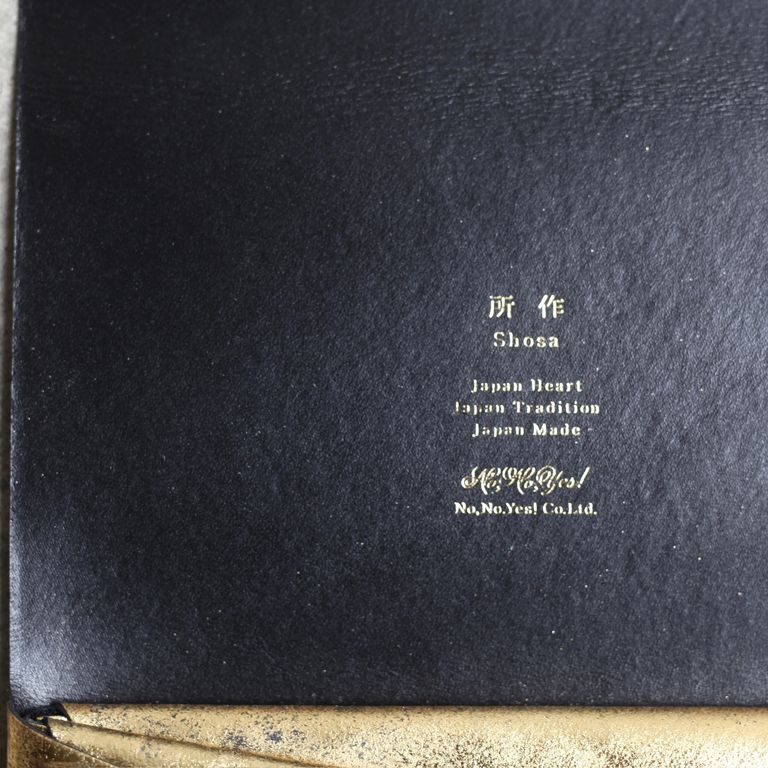 所 作
Shosa
Japan Heart
Japan Tradition
Japan Made
No, No, Yes!
No, No. Yes! Co.Ltd.